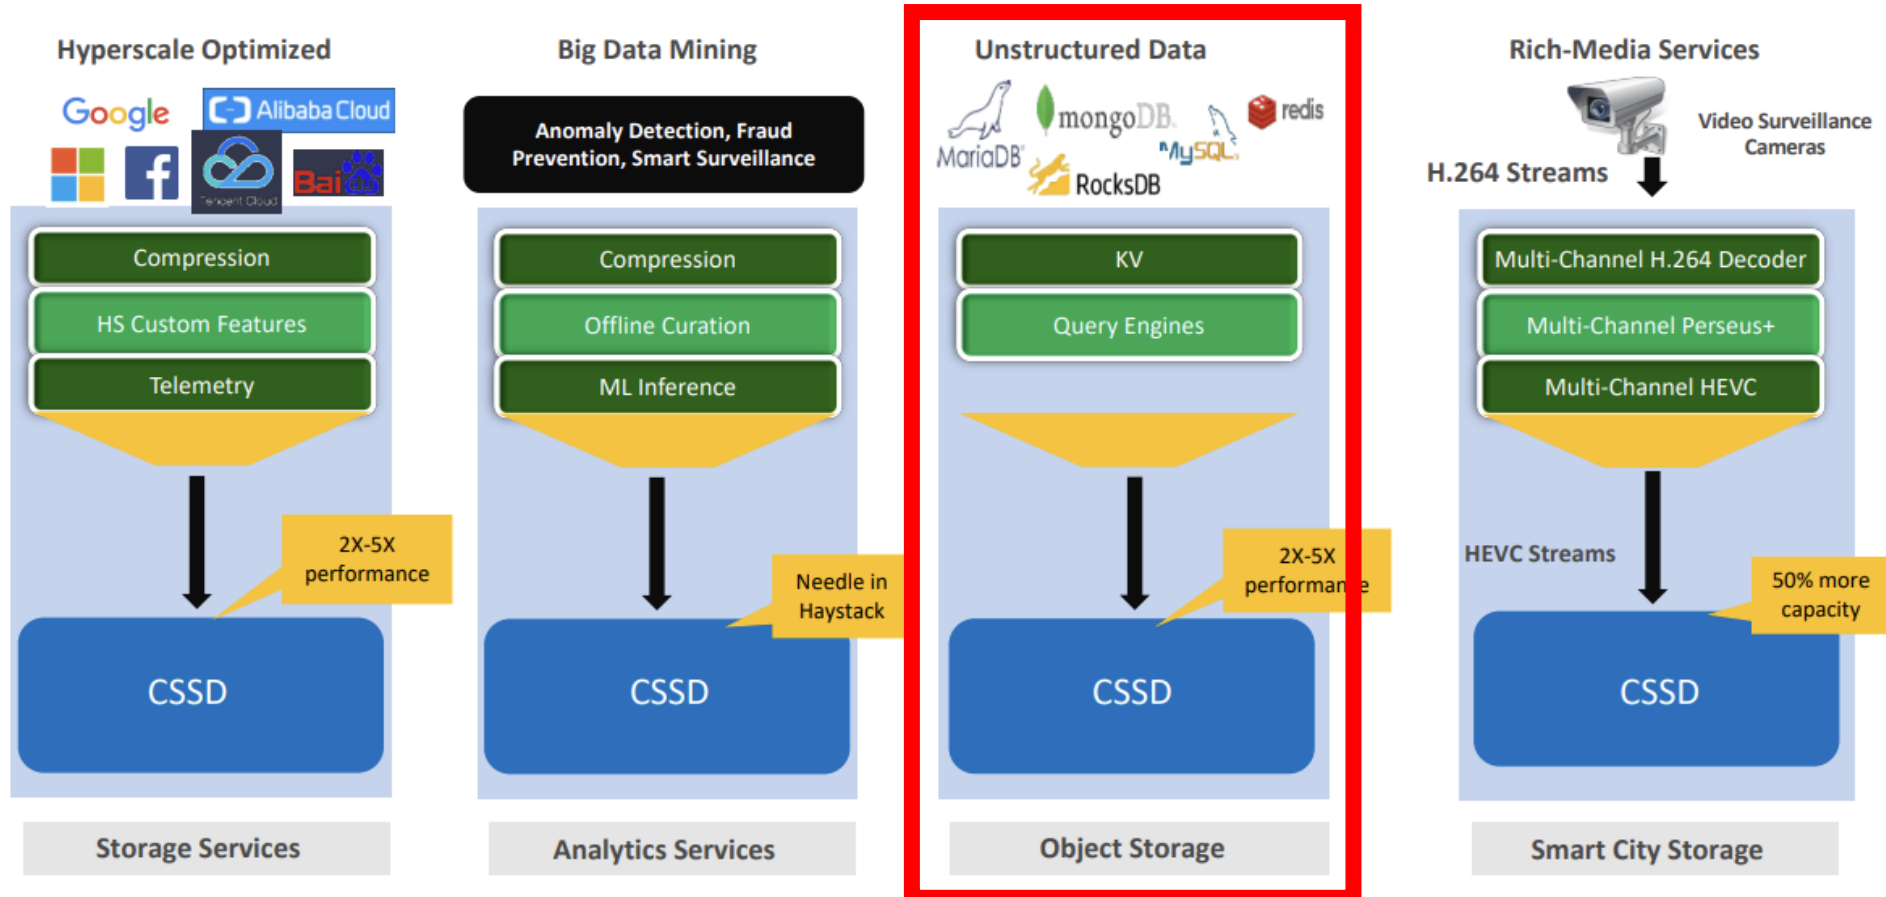 Hyperscale Optimized
Google
Alibaba Cloud
Tencent Cloud
Bai
du
Compression
HS Custom Features
Telemetry
2X-5X
performance
CSSD
Storage Services
Big Data Mining
Anomaly Detection, Fraud
Prevention, Smart Surveillance
Compression
Offline Curation
ML Inference
Needle in
Haystack
CSSD
Analytics Services
Unstructured Data
MariaDB
mongoDB
MySQL
redis
RocksDB
KV
Query Engines
2X-5X
performance
CSSD
Object Storage
Rich-Media Services
Video Surveillance
Cameras
H.264 Streams
Multi-Channel H.264 Decoder
Multi-Channel Perseus+
Multi-Channel HEVC
HEVC Streams
50% more
capacity
CSSD
Smart City Storage